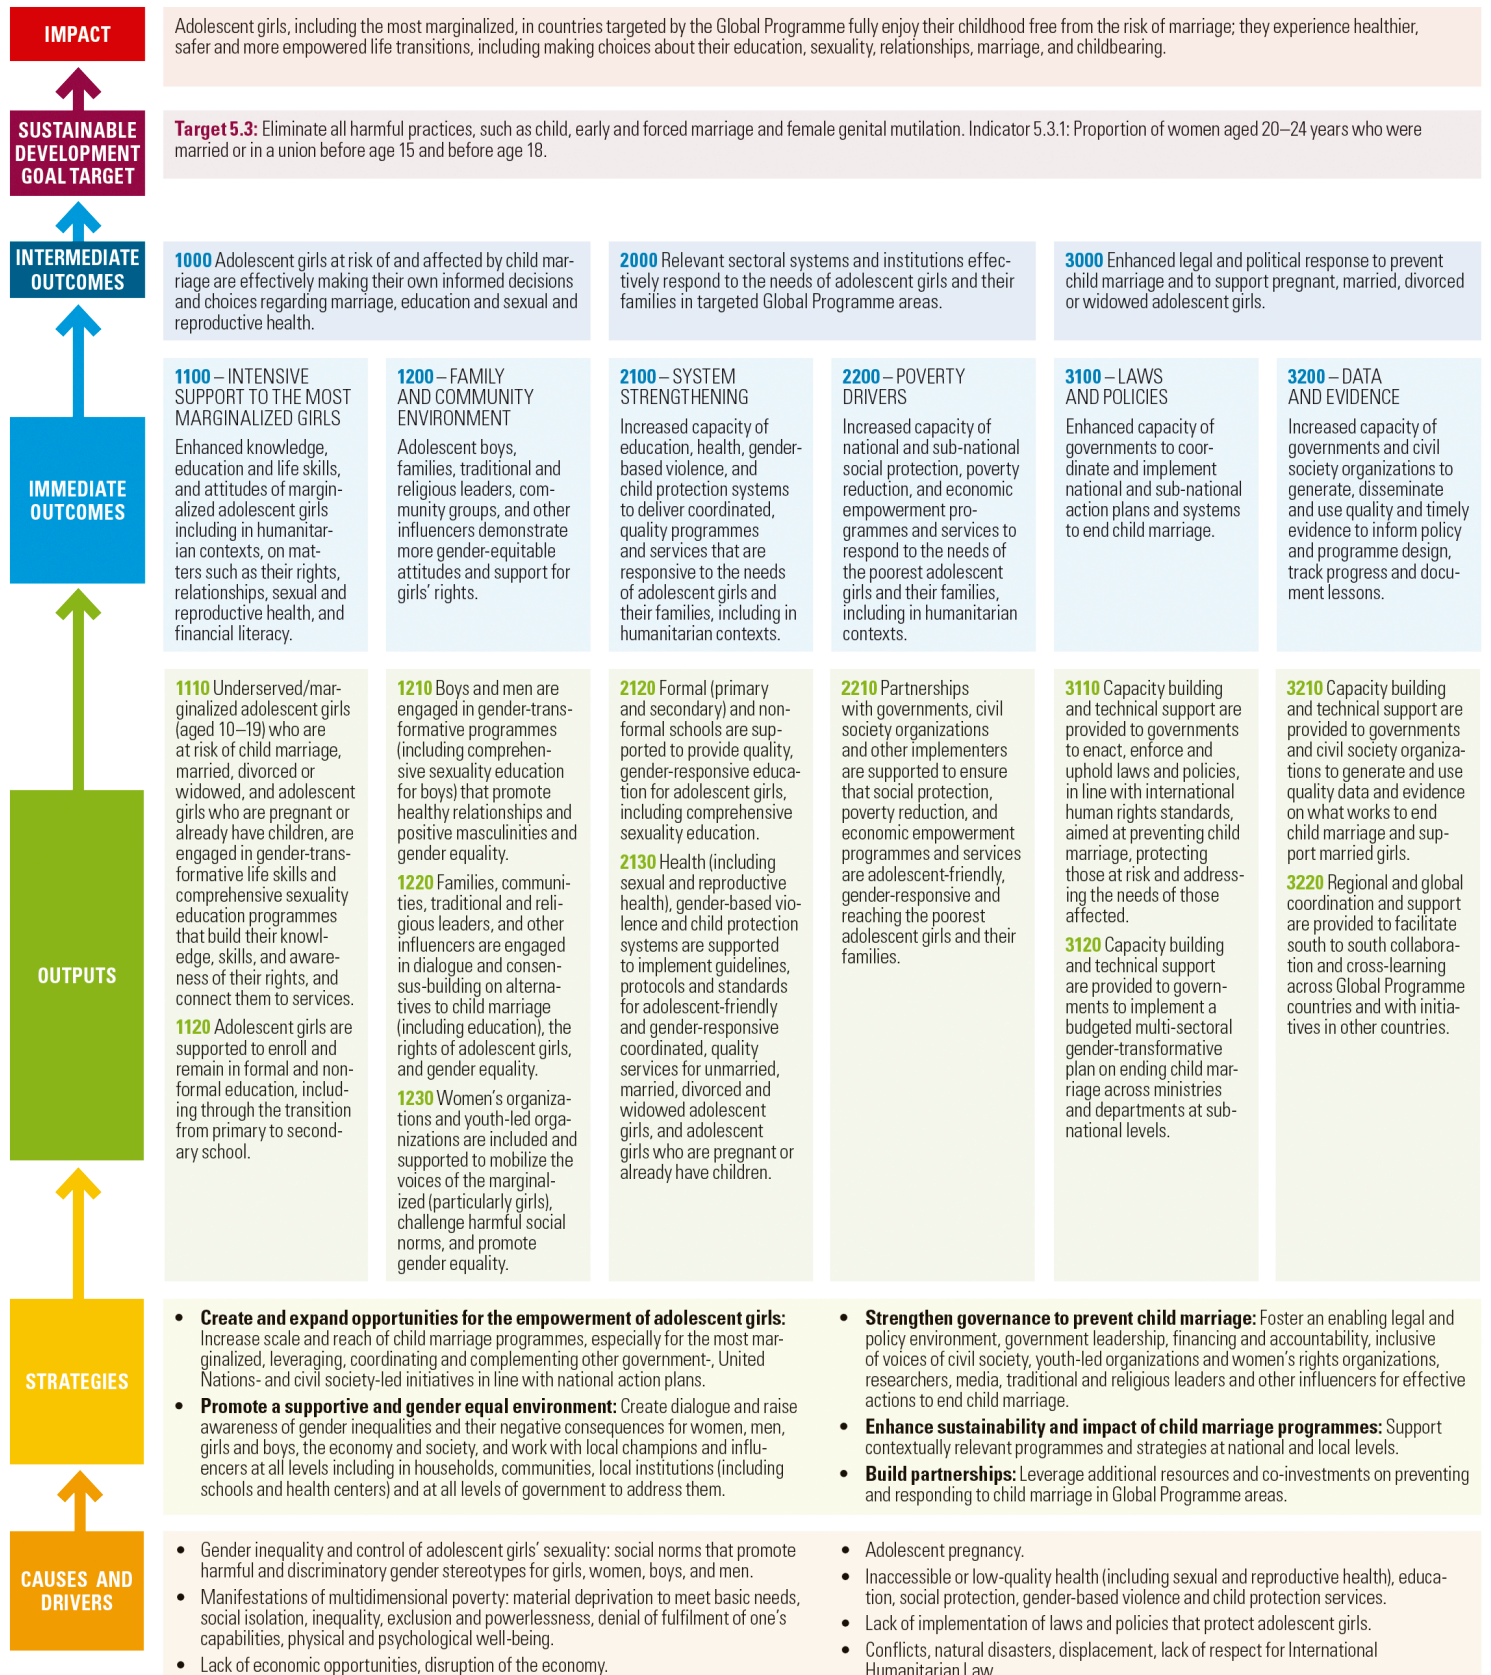 IMPACT
Adolescent girls, including the most marginalized, in countries targeted by the Global Programme fully enjoy their childhood free from the risk of marriage; they experience healthier,
safer and more empowered life transitions, including making choices about their education, sexuality, relationships, marriage, and childbearing.
SUSTAINABLE
DEVELOPMENT
GOAL TARGET
Target 5.3: Eliminate all harmful practices, such as child, early and forced marriage and female genital mutilation. Indicator 5.3.1: Proportion of women aged 20–24 years who were
married or in a union before age 15 and before age 18.
INTERMEDIATE
OUTCOMES
1000 Adolescent girls at risk of and affected by child mar-
riage are effectively making their own informed decisions
and choices regarding marriage, education and sexual and
reproductive health.
2000 Relevant sectoral systems and institutions effec-
tively respond to the needs of adolescent girls and their
families in targeted Global Programme areas.
3000 Enhanced legal and political response to prevent
child marriage and to support pregnant, married, divorced
or widowed adolescent girls.
IMMEDIATE
OUTCOMES
1100 – INTENSIVE
SUPPORT TO THE MOST
MARGINALIZED GIRLS
Enhanced knowledge,
education and life skills,
and attitudes of margin-
alized adolescent girls
including in humanitar-
ian contexts, on mat-
ters such as their rights,
relationships, sexual and
reproductive health, and
financial literacy.
1200 – FAMILY
AND COMMUNITY
ENVIRONMENT
Adolescent boys,
families, traditional and
religious leaders, com-
munity groups, and other
influencers demonstrate
more gender-equitable
attitudes and support for
girls’ rights.
2100 – SYSTEM
STRENGTHENING
Increased capacity of
education, health, gender-
based violence, and
child protection systems
to deliver coordinated,
quality programmes
and services that are
responsive to the needs
of adolescent girls and
their families, including in
humanitarian contexts.
2200 – POVERTY
DRIVERS
Increased capacity of
national and sub-national
social protection, poverty
reduction, and economic
empowerment pro-
grammes and services to
respond to the needs of
the poorest adolescent
girls and their families,
including in humanitarian
contexts.
3100 – LAWS
AND POLICIES
Enhanced capacity of
governments to coor-
dinate and implement
national and sub-national
action plans and systems
to end child marriage.
3200 – DATA
AND EVIDENCE
Increased capacity of
governments and civil
society organizations to
generate, disseminate
and use quality and timely
evidence to inform policy
and programme design,
track progress and docu-
ment lessons.
OUTPUTS
1110 Underserved/mar-
ginalized adolescent girls
(aged 10–19) who are
at risk of child marriage,
married, divorced or
widowed, and adolescent
girls who are pregnant or
already have children, are
engaged in gender-trans-
formative life skills and
comprehensive sexuality
education programmes
that build their knowl-
edge, skills, and aware-
ness of their rights, and
connect them to services.
1120 Adolescent girls are
supported to enroll and
remain in formal and non-
formal education, includ-
ing through the transition
from primary to second-
ary school.
1210 Boys and men are
engaged in gender-trans-
formative programmes
(including comprehen-
sive sexuality education
for boys) that promote
healthy relationships and
positive masculinities and
gender equality.
1220 Families, communi-
ties, traditional and reli-
gious leaders, and other
influencers are engaged
in dialogue and consen-
sus-building on alterna-
tives to child marriage
(including education), the
rights of adolescent girls,
and gender equality.
1230 Women’s organiza-
tions and youth-led orga-
nizations are included and
supported to mobilize the
voices of the marginal-
ized (particularly girls),
challenge harmful social
norms, and promote
gender equality.
2120 Formal (primary
and secondary) and non-
formal schools are sup-
ported to provide quality,
gender-responsive educa-
tion for adolescent girls,
including comprehensive
sexuality education.
2130 Health (including
sexual and reproductive
health), gender-based vio-
lence and child protection
systems are supported
to implement guidelines,
protocols and standards
for adolescent-friendly
and gender-responsive
coordinated, quality
services for unmarried,
married, divorced and
widowed adolescent
girls, and adolescent
girls who are pregnant or
already have children.
2210 Partnerships
with governments, civil
society organizations
and other implementers
are supported to ensure
that social protection,
poverty reduction, and
economic empowerment
programmes and services
are adolescent-friendly,
gender-responsive and
reaching the poorest
adolescent girls and their
families.
3110 Capacity building
and technical support are
provided to governments
to enact, enforce and
uphold laws and policies,
in line with international
human rights standards,
aimed at preventing child
marriage, protecting
those at risk and address-
ing the needs of those
affected.
3120 Capacity building
and technical support
are provided to govern-
ments to implement a
budgeted multi-sectoral
gender-transformative
plan on ending child mar-
riage across ministries
and departments at sub-
national levels.
3210 Capacity building
and technical support are
provided to governments
and civil society organiza-
tions to generate and use
quality data and evidence
on what works to end
child marriage and sup-
port married girls.
3220 Regional and global
coordination and support
are provided to facilitate
south to south collabora-
tion and cross-learning
across Global Programme
countries and with initia-
tives in other countries.
STRATEGIES
• Create and expand opportunities for the empowerment of adolescent girls:
Increase scale and reach of child marriage programmes, especially for the most mar-
ginalized, leveraging, coordinating and complementing other government-, United
Nations- and civil society-led initiatives in line with national action plans.
• Promote a supportive and gender equal environment: Create dialogue and raise
awareness of gender inequalities and their negative consequences for women, men,
girls and boys, the economy and society, and work with local champions and influ-
encers at all levels including in households, communities, local institutions (including
schools and health centers) and at all levels of government to address them.
• Strengthen governance to prevent child marriage: Foster an enabling legal and
policy environment, government leadership, financing and accountability, inclusive
of voices of civil society, youth-led organizations and women’s rights organizations,
researchers, media, traditional and religious leaders and other influencers for effective
actions to end child marriage.
• Enhance sustainability and impact of child marriage programmes: Support
contextually relevant programmes and strategies at national and local levels.
• Build partnerships: Leverage additional resources and co-investments on preventing
and responding to child marriage in Global Programme areas.
CAUSES AND
DRIVERS
• Gender inequality and control of adolescent girls’ sexuality: social norms that promote
harmful and discriminatory gender stereotypes for girls, women, boys, and men.
• Manifestations of multidimensional poverty: material deprivation to meet basic needs,
social isolation, inequality, exclusion and powerlessness, denial of fulfilment of one’s
capabilities, physical and psychological well-being.
• Lack of economic opportunities, disruption of the economy.
• Adolescent pregnancy.
• Inaccessible or low-quality health (including sexual and reproductive health), educa-
tion, social protection, gender-based violence and child protection services.
• Lack of implementation of laws and policies that protect adolescent girls.
• Conflicts, natural disasters, displacement, lack of respect for International
Humanitarian Law